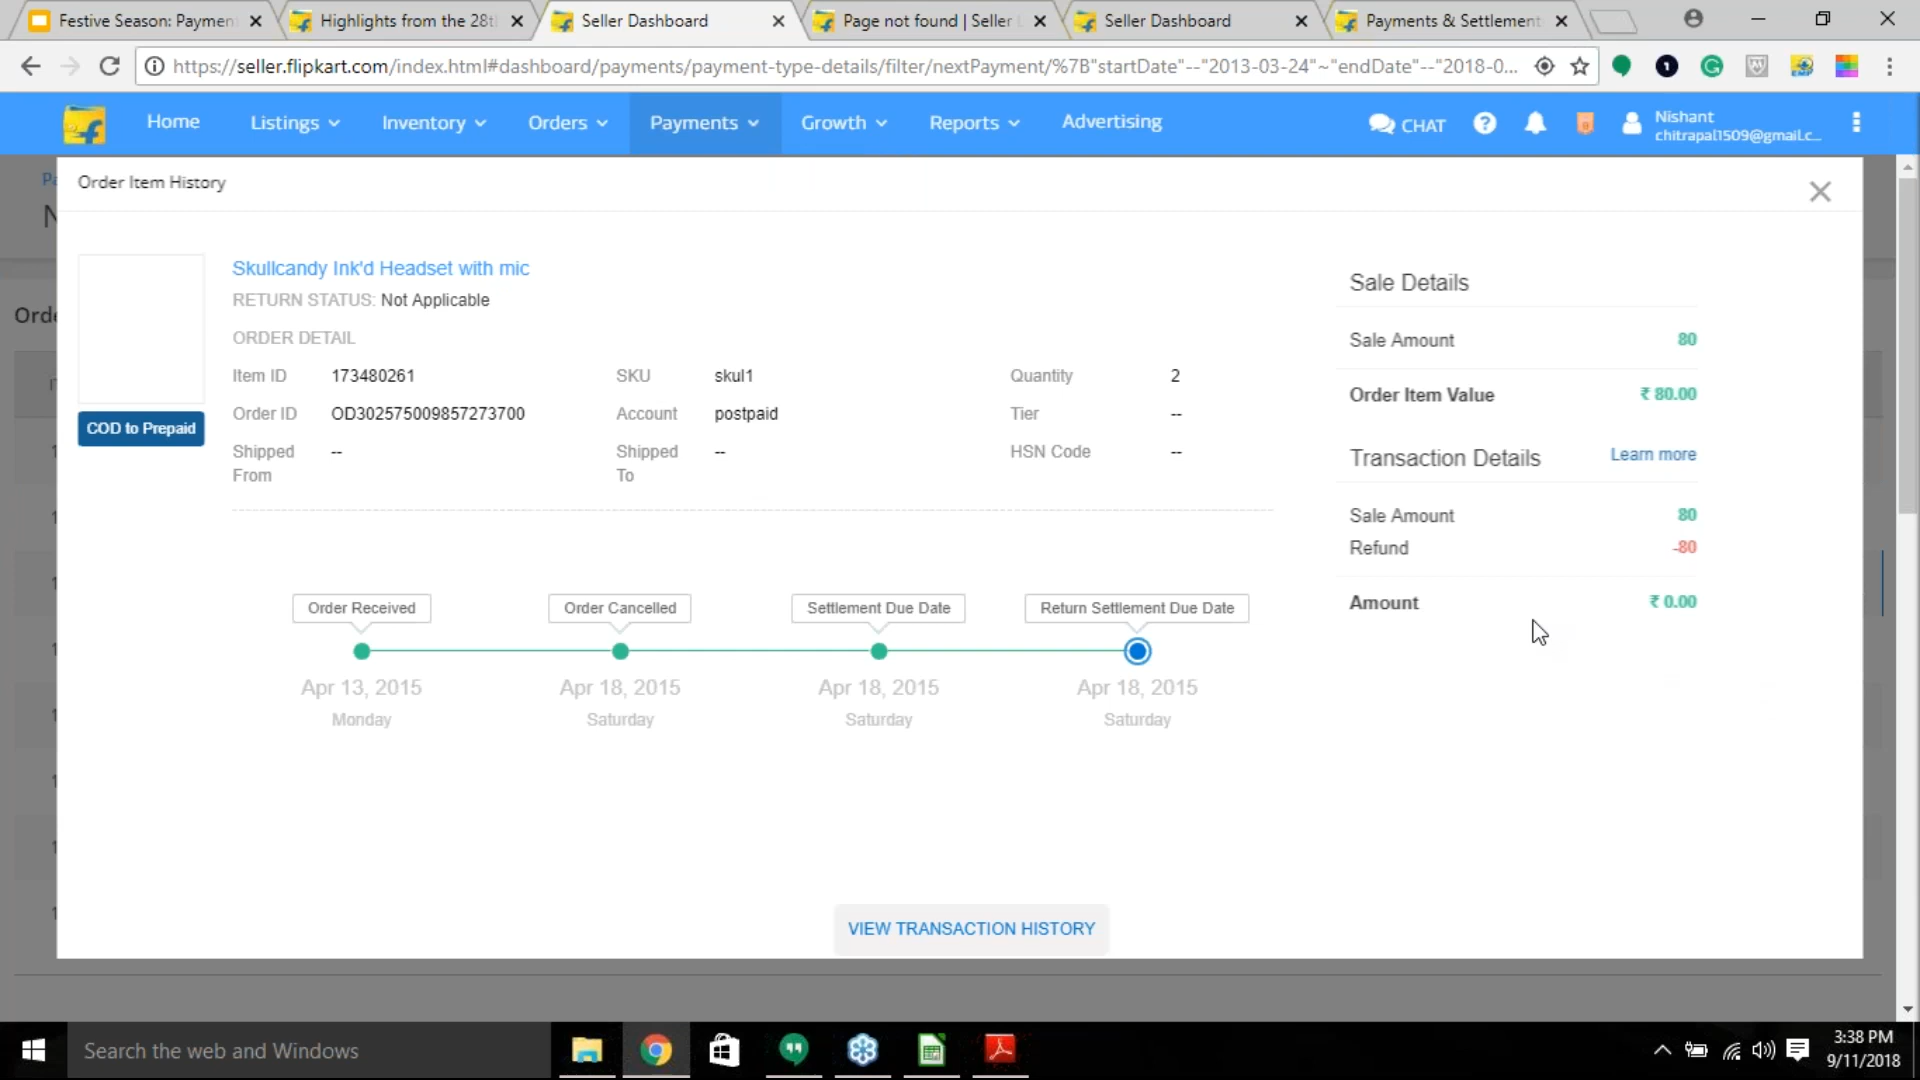 Festive Season: Paymen
Highlights from the 28t
Seller Dashboard
Page not found | Seller
Seller Dashboard
Payments & Settlement
https://seller.flipkart.com/index.html#dashboard/payments/payment-type-details/filter/nextPayment/%7B"startDate"--"2013-03-24"~"endDate"--"2018-0...
Home
Listings
Inventory
Orders
Payments
Growth
Reports
Advertising
CHAT
Nishant
chitrapal1509@gmail.c...
Order Item History
Skullcandy Ink'd Headset with mic
RETURN STATUS: Not Applicable
ORDER DETAIL
Item ID 173480261 SKU skul1 Quantity 2
Order ID OD302575009857273700 Account postpaid Tier --
Shipped From -- Shipped To -- HSN Code --
COD to Prepaid
Order Received
Order Cancelled
Settlement Due Date
Return Settlement Due Date
Apr 13, 2015
Apr 18, 2015
Apr 18, 2015
Apr 18, 2015
Monday
Saturday
Saturday
Saturday
Sale Details
Sale Amount 80
Order Item Value ₹ 80.00
Transaction Details Learn more
Sale Amount 80
Refund -80
Amount ₹ 0.00
VIEW TRANSACTION HISTORY
Orde
Search the web and Windows
3:38 PM
9/11/2018